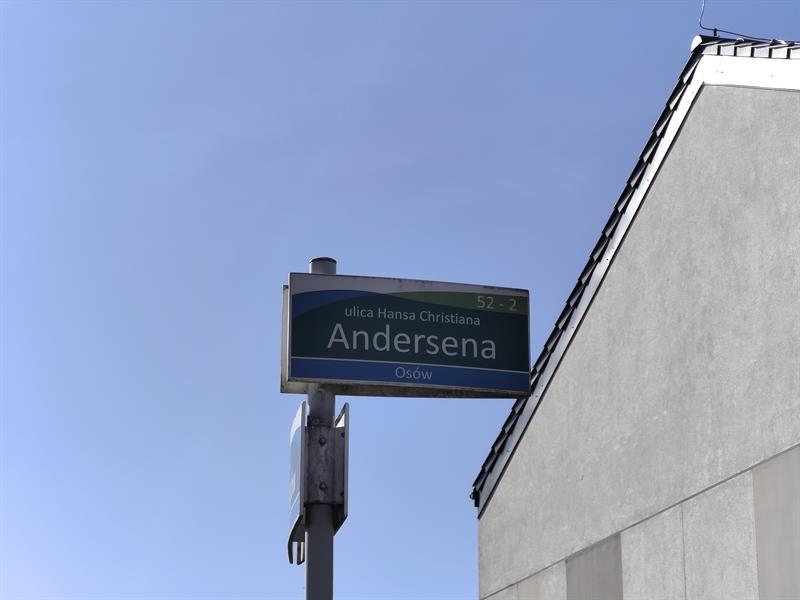 52 - 2
ulica Hansa Christiana
Andersena
Osów